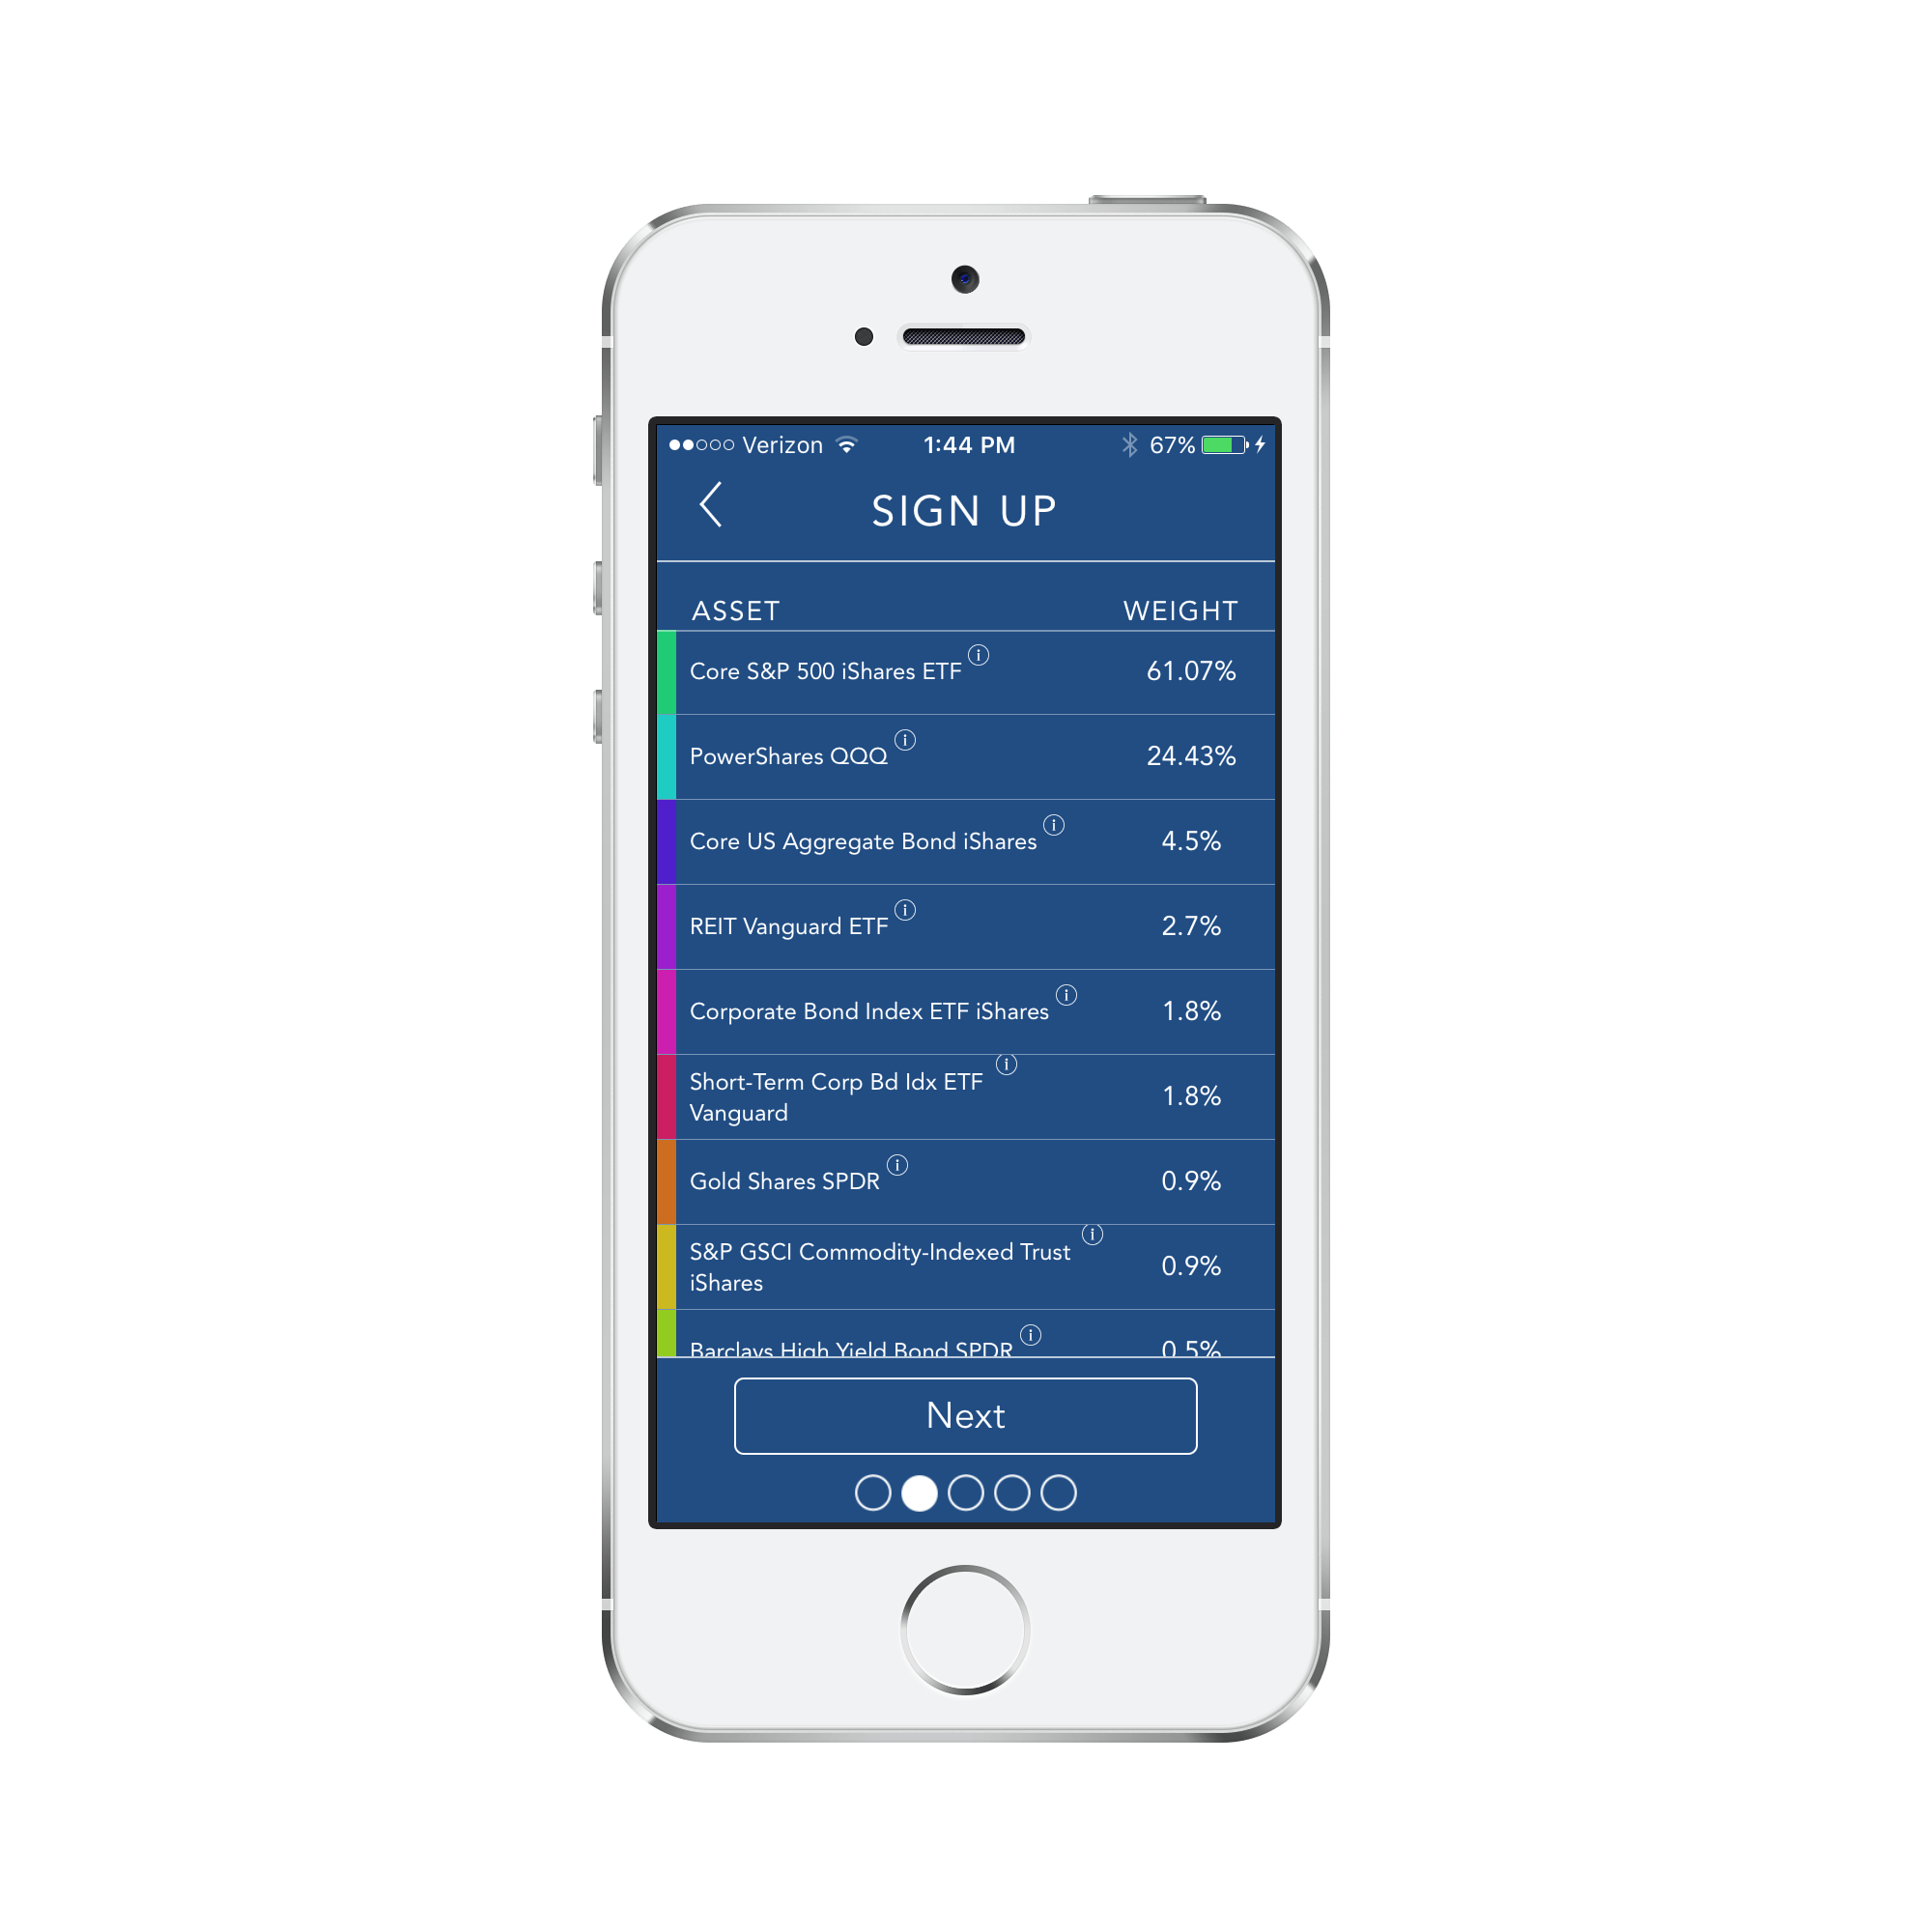 Verizon 1:44 PM 67%
SIGN UP
ASSET WEIGHT
Core S&P 500 iShares ETF 61.07%
PowerShares QQQ 24.43%
Core US Aggregate Bond iShares 4.5%
REIT Vanguard ETF 2.7%
Corporate Bond Index ETF iShares 1.8%
Short-Term Corp Bd Idx ETF
Vanguard 1.8%
Gold Shares SPDR 0.9%
S&P GSCI Commodity-Indexed Trust
iShares 0.9%
Barclays High Yield Bond SPDR 0.5%
Next